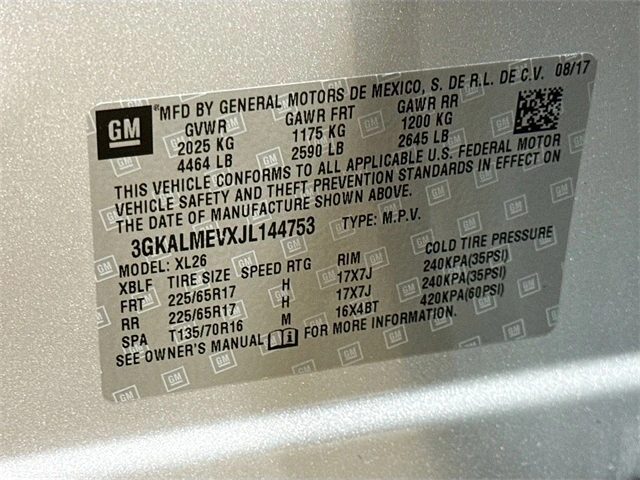 GM ®MFD BY GENERAL MOTORS DE MEXICO, S. DE R.L. DE C.V. 08/17
GVWR GAWR FRT GAWR RR
2025 KG 1175 KG 1200 KG
4464 LB 2590 LB 2645 LB
THIS VEHICLE CONFORMS TO ALL APPLICABLE U.S. FEDERAL MOTOR
VEHICLE SAFETY AND THEFT PREVENTION STANDARDS IN EFFECT ON
THE DATE OF MANUFACTURE SHOWN ABOVE.
3GKALMEVXJL144753 TYPE: M.P.V.
MODEL: XL26
XBLF TIRE SIZE SPEED RTG RIM COLD TIRE PRESSURE
FRT 225/65R17 H 17X7J 240KPA(35PSI)
RR 225/65R17 H 17X7J 240KPA(35PSI)
SPA T135/70R16 M 16X4BT 420KPA(60PSI)
SEE OWNER'S MANUAL FOR MORE INFORMATION.